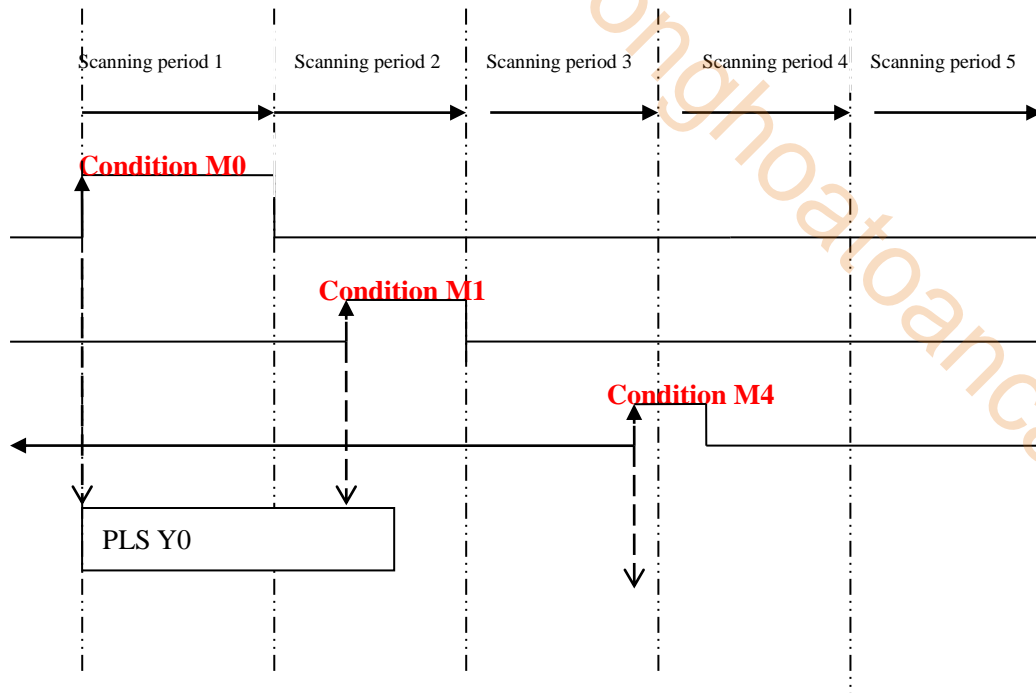 Scanning period 1
Scanning period 2
Scanning period 3
Scanning period 4
Scanning period 5
Condition M0
Condition M1
Condition M4
PLS Y0